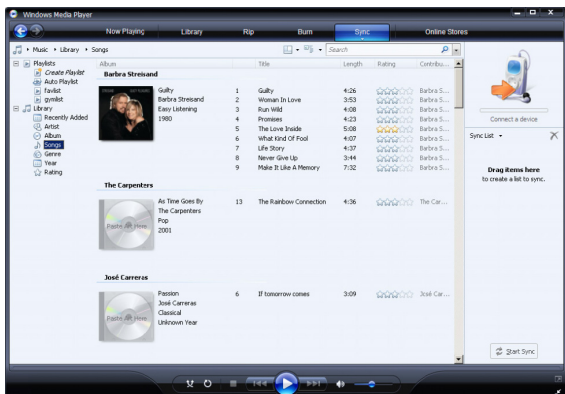 Windows Media Player
Now Playing Library Rip Burn Sync Online Stores
Music Library Songs
Search
Playlists
Create Playlist
Auto Playlist
favlist
gymlist
Library
Recently Added
Artist
Album
Songs
Genre
Year
Rating
Album Title Length Rating Contribu...
Barbra Streisand
Guilty
Barbra Streisand
Easy Listening
1980
1 Guilty 4:26 Barbra S...
2 Woman In Love 3:53 Barbra S...
3 Run Wild 4:08 Barbra S...
4 Promises 4:23 Barbra S...
5 The Love Inside 5:08 Barbra S...
6 What Kind Of Fool 4:07 Barbra S...
7 Life Story 4:37 Barbra S...
8 Never Give Up 3:44 Barbra S...
9 Make It Like A Memory 7:32 Barbra S...
The Carpenters
Paste Art Here
As Time Goes By
The Carpenters
Pop
2001
13 The Rainbow Connection 4:36 The Car...
José Carreras
Paste Art Here
Passion
José Carreras
Classical
Unknown Year
6 If tomorrow comes 3:09 José Car...
Connect a device
Sync List
Drag items here
to create a list to sync.
Start Sync